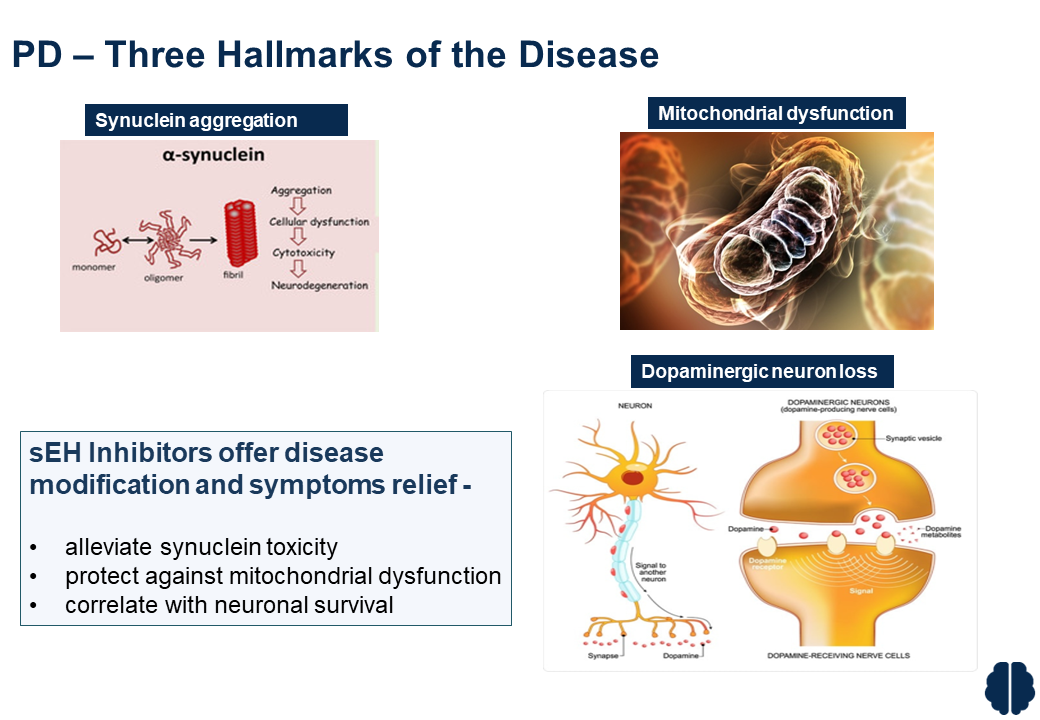 PD – Three Hallmarks of the Disease
Synuclein aggregation
α-synuclein
monomer
oligomer
fibril
Aggregation
Cellular dysfunction
Cytotoxicity
Neurodegeneration
Mitochondrial dysfunction
sEH Inhibitors offer disease
modification and symptoms relief -
• alleviate synuclein toxicity
• protect against mitochondrial dysfunction
• correlate with neuronal survival
Dopaminergic neuron loss
NEURON
Signal to
another
neuron
Synapse
Dopamine
DOPAMINERGIC NEURONS
(dopamine-producing nerve cells)
Synaptic vesicle
Dopamine
Dopamine
metabolites
Dopamine
receptor
Signal
DOPAMINE-RECEIVING NERVE CELLS